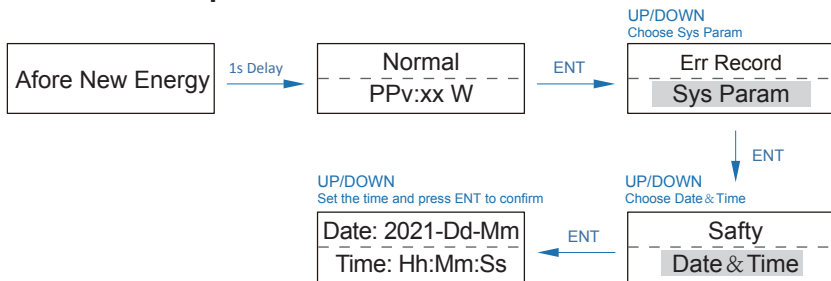 UP/DOWN
Choose Sys Param
Afore New Energy
1s Delay
Normal
PPv:xx W
ENT
Err Record
Sys Param
ENT
UP/DOWN
Set the time and press ENT to confirm
UP/DOWN
Choose Date & Time
Date: 2021-Dd-Mm
Time: Hh:Mm:Ss
ENT
Safty
Date & Time